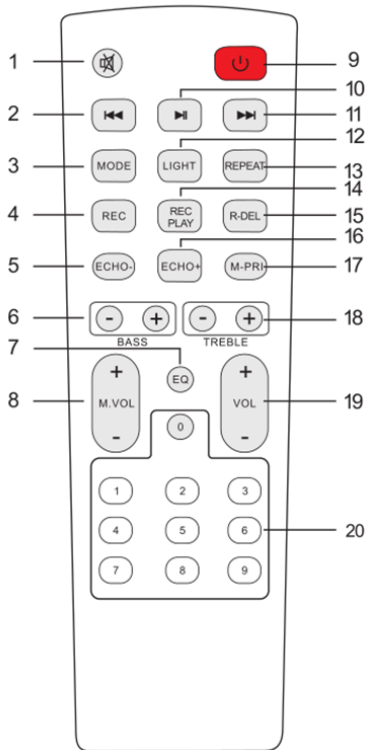 1
9
10
2
11
12
3 MODE LIGHT REPEAT
13
14
4 REC REC PLAY R-DEL
15
16
5 ECHO- ECHO+ M-PRI
17
6 - + - + 18
BASS TREBLE
7
EQ
8 + M.VOL - + VOL - 19
0
1 2 3
4 5 6 20
7 8 9